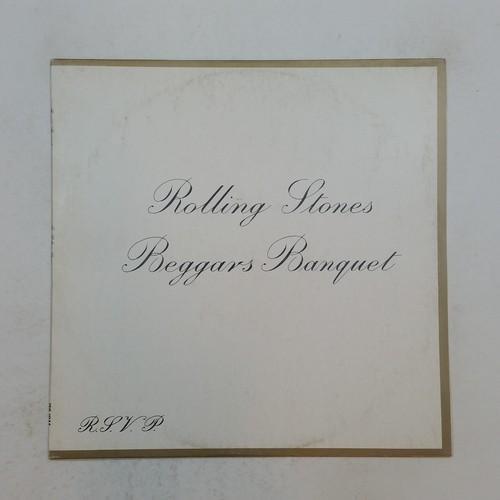 Rolling Stones
Beggars Banquet
R.S.V.P.